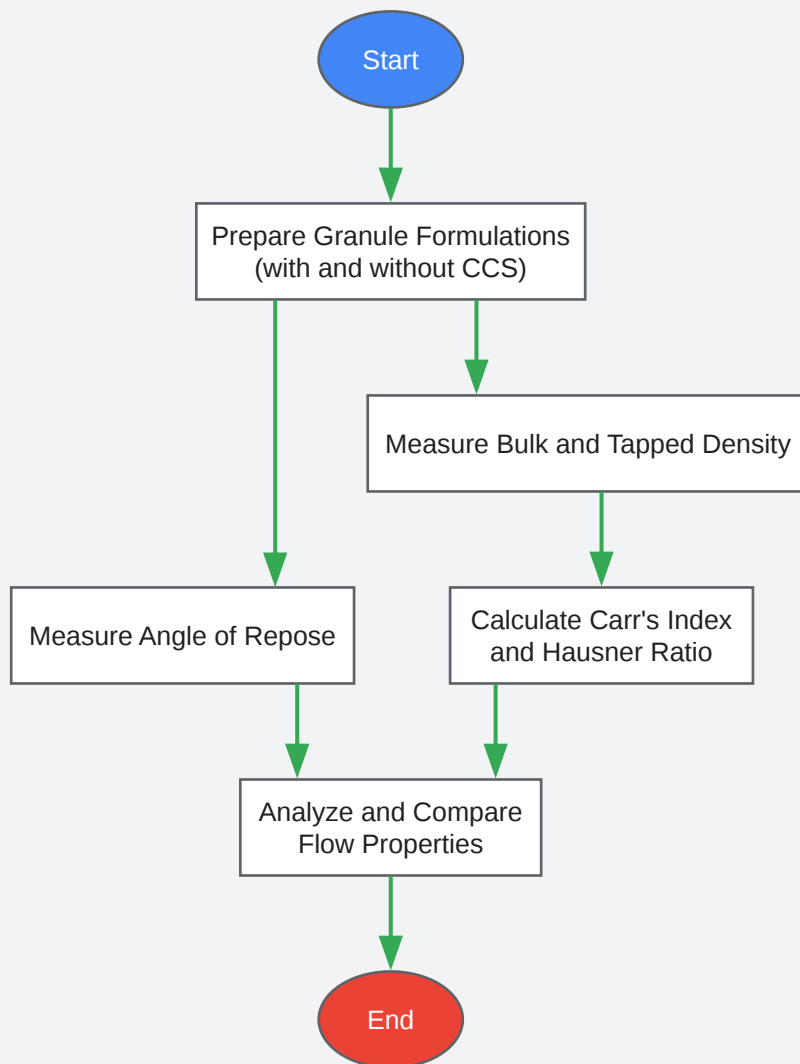 Start
Prepare Granule Formulations
(with and without CCS)
Measure Bulk and Tapped Density
Measure Angle of Repose
Calculate Carr's Index
and Hausner Ratio
Analyze and Compare
Flow Properties
End